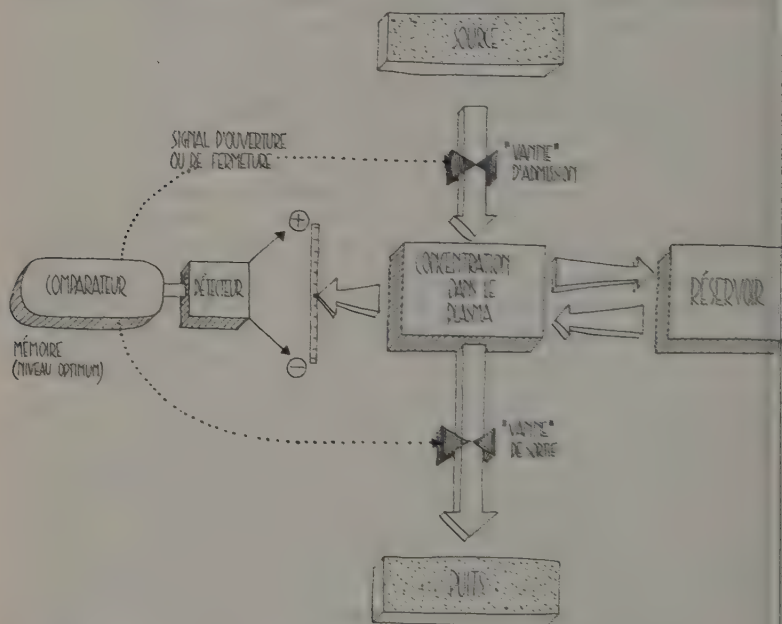 SOURCE
SIGNAL D'OUVERTURE
OU DE FERMETURE
"VANNE"
D'ADMISSION
+
COMPARATEUR
DÉTECTEUR
CONCENTRATION
DANS LE
PLASMA
RÉSERVOIR
MÉMOIRE
(NIVEAU OPTIMUM)
−
"VANNE"
DE SORTIE
PUITS